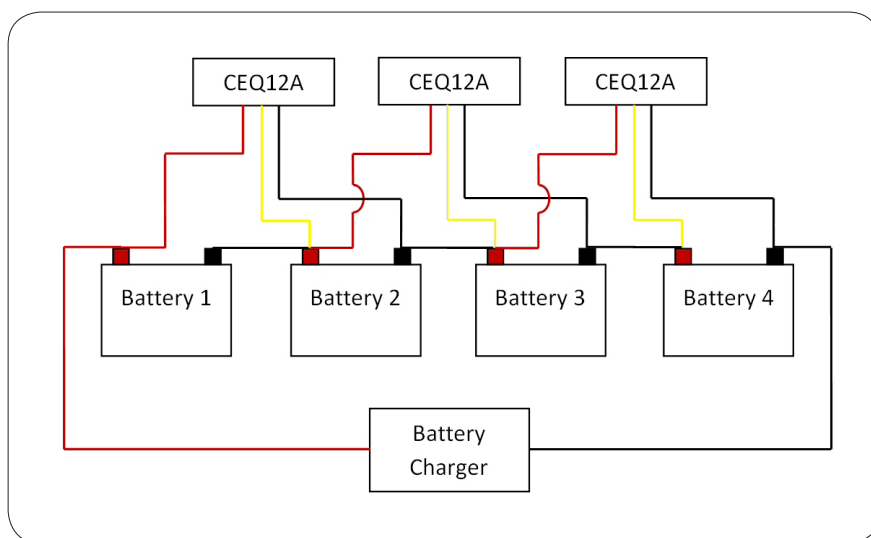 CEQ12A
CEQ12A
CEQ12A
Battery 1
Battery 2
Battery 3
Battery 4
Battery
Charger